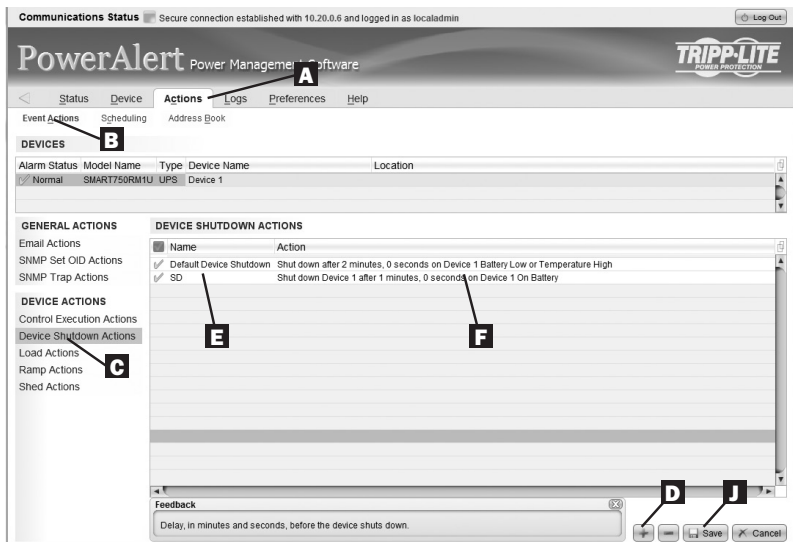 Communications Status Secure connection established with 10.20.0.6 and logged in as localadmin Log Out
PowerAlert Power Management Software
TRIPP·LITE
POWER PROTECTION
A
Status Device Actions Logs Preferences Help
Event Actions Scheduling Address Book
B
DEVICES
Alarm Status Model Name Type Device Name Location
Normal SMART750RM1U UPS Device 1
GENERAL ACTIONS
Email Actions
SNMP Set OID Actions
SNMP Trap Actions
DEVICE ACTIONS
Control Execution Actions
Device Shutdown Actions
Load Actions
Ramp Actions
Shed Actions
C
DEVICE SHUTDOWN ACTIONS
Name Action
Default Device Shutdown Shut down after 2 minutes, 0 seconds on Device 1 Battery Low or Temperature High
SD Shut down Device 1 after 1 minutes, 0 seconds on Device 1 On Battery
E F
D J
Feedback
Delay, in minutes and seconds, before the device shuts down.
+ − Save Cancel